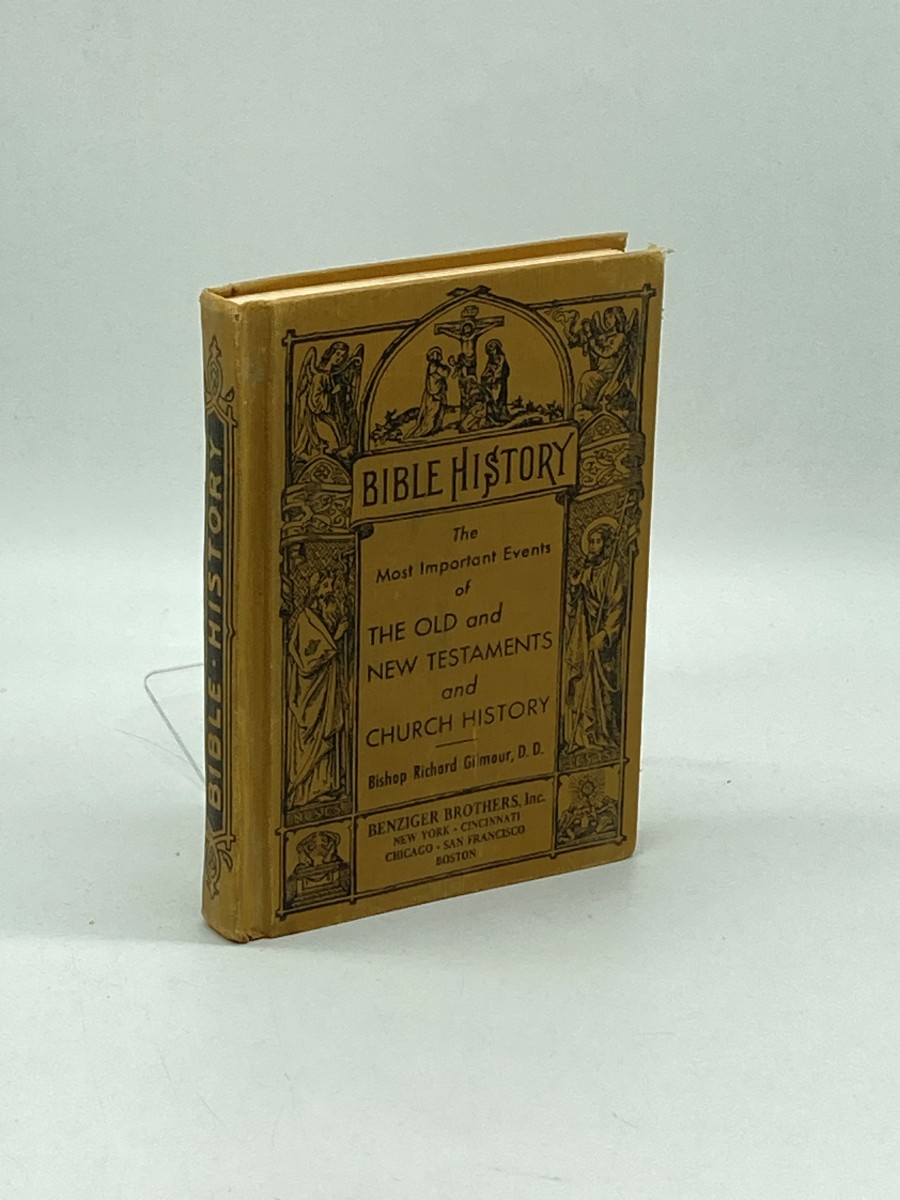 BIBLE·HISTORY
BIBLE HISTORY
The
Most Important Events
of
THE OLD and
NEW TESTAMENTS
and
CHURCH HISTORY
Bishop Richard Gilmour, D. D.
BENZIGER BROTHERS, Inc.
NEW YORK - CINCINNATI
CHICAGO - SAN FRANCISCO
BOSTON